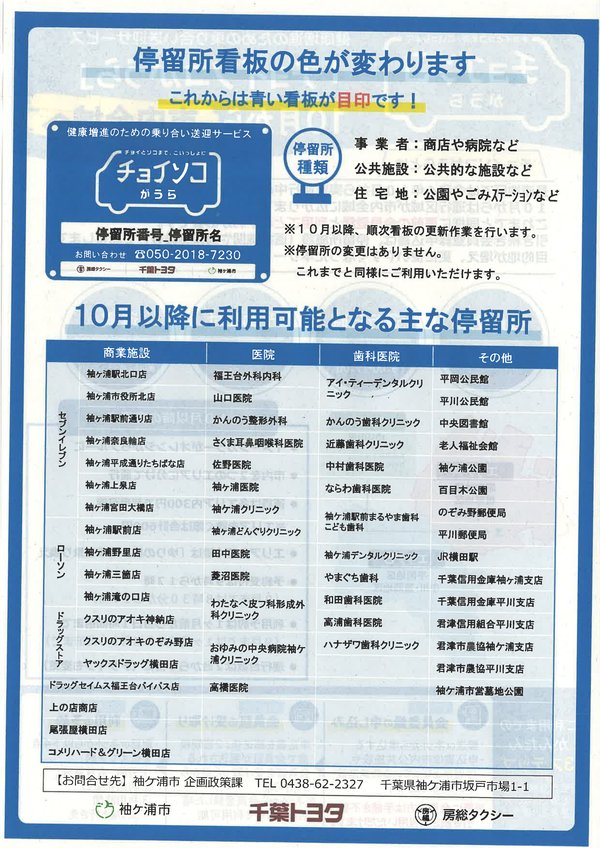 停留所看板の色が変わります
これからは青い看板が目印です！
健康増進のための乗り合い送迎サービス
チョイとソコまで、こいっしょに
チョイソコ
がうら
停留所番号_停留所名
お問い合わせ ☎050-2018-7230
房総タクシー 千葉トヨタ 袖ケ浦市
停留所
種類
事業者：商店や病院など
公共施設：公共的な施設など
住宅地：公園やごみステーションなど
※10月以降、順次看板の更新作業を行います。
※停留所の変更はありません。
これまでと同様にご利用いただけます。
10月以降に利用可能となる主な停留所
商業施設 医院 歯科医院 その他
セブンイレブン
袖ヶ浦駅北口店
袖ヶ浦市役所北店
袖ヶ浦駅前通り店
袖ヶ浦奈良輪店
袖ヶ浦平成通りたちばな店
袖ヶ浦上泉店
袖ヶ浦宮田大橋店
袖ヶ浦駅前店
ローソン
袖ヶ浦野里店
袖ヶ浦三箇店
袖ヶ浦滝の口店
ドラッグストア
クスリのアオキ神納店
クスリのアオキのぞみ野店
ヤックスドラッグ横田店
ドラッグセイムス福王台バイパス店
上の店商店
尾張屋横田店
コメリハード＆グリーン横田店
福王台外科内科
山口医院
かんのう整形外科
さくま耳鼻咽喉科医院
佐野医院
袖ヶ浦医院
袖ヶ浦クリニック
袖ヶ浦どんぐりクリニック
田中医院
菱沼医院
わたなべ皮フ科形成外
科クリニック
おゆみの中央病院袖ケ
浦クリニック
高橋医院
アイ・ティーデンタルクリ
ニック
かんのう歯科クリニック
近藤歯科クリニック
中村歯科医院
ならわ歯科医院
袖ケ浦駅前まるやま歯科
こども歯科
袖ケ浦デンタルクリニック
やまぐち歯科
和田歯科医院
高浦歯科医院
ハナザワ歯科クリニック
平岡公民館
平川公民館
中央図書館
老人福祉会館
袖ケ浦公園
百目木公園
のぞみ野郵便局
平川郵便局
JR横田駅
千葉信用金庫袖ケ浦支店
千葉信用金庫平川支店
君津信用組合平川支店
君津市農協袖ケ浦支店
君津市農協平川支店
袖ケ浦市営墓地公園
【お問合せ先】袖ケ浦市 企画政策課 TEL 0438-62-2327 千葉県袖ケ浦市坂戸市場1-1
袖ケ浦市 千葉トヨタ 房総タクシー